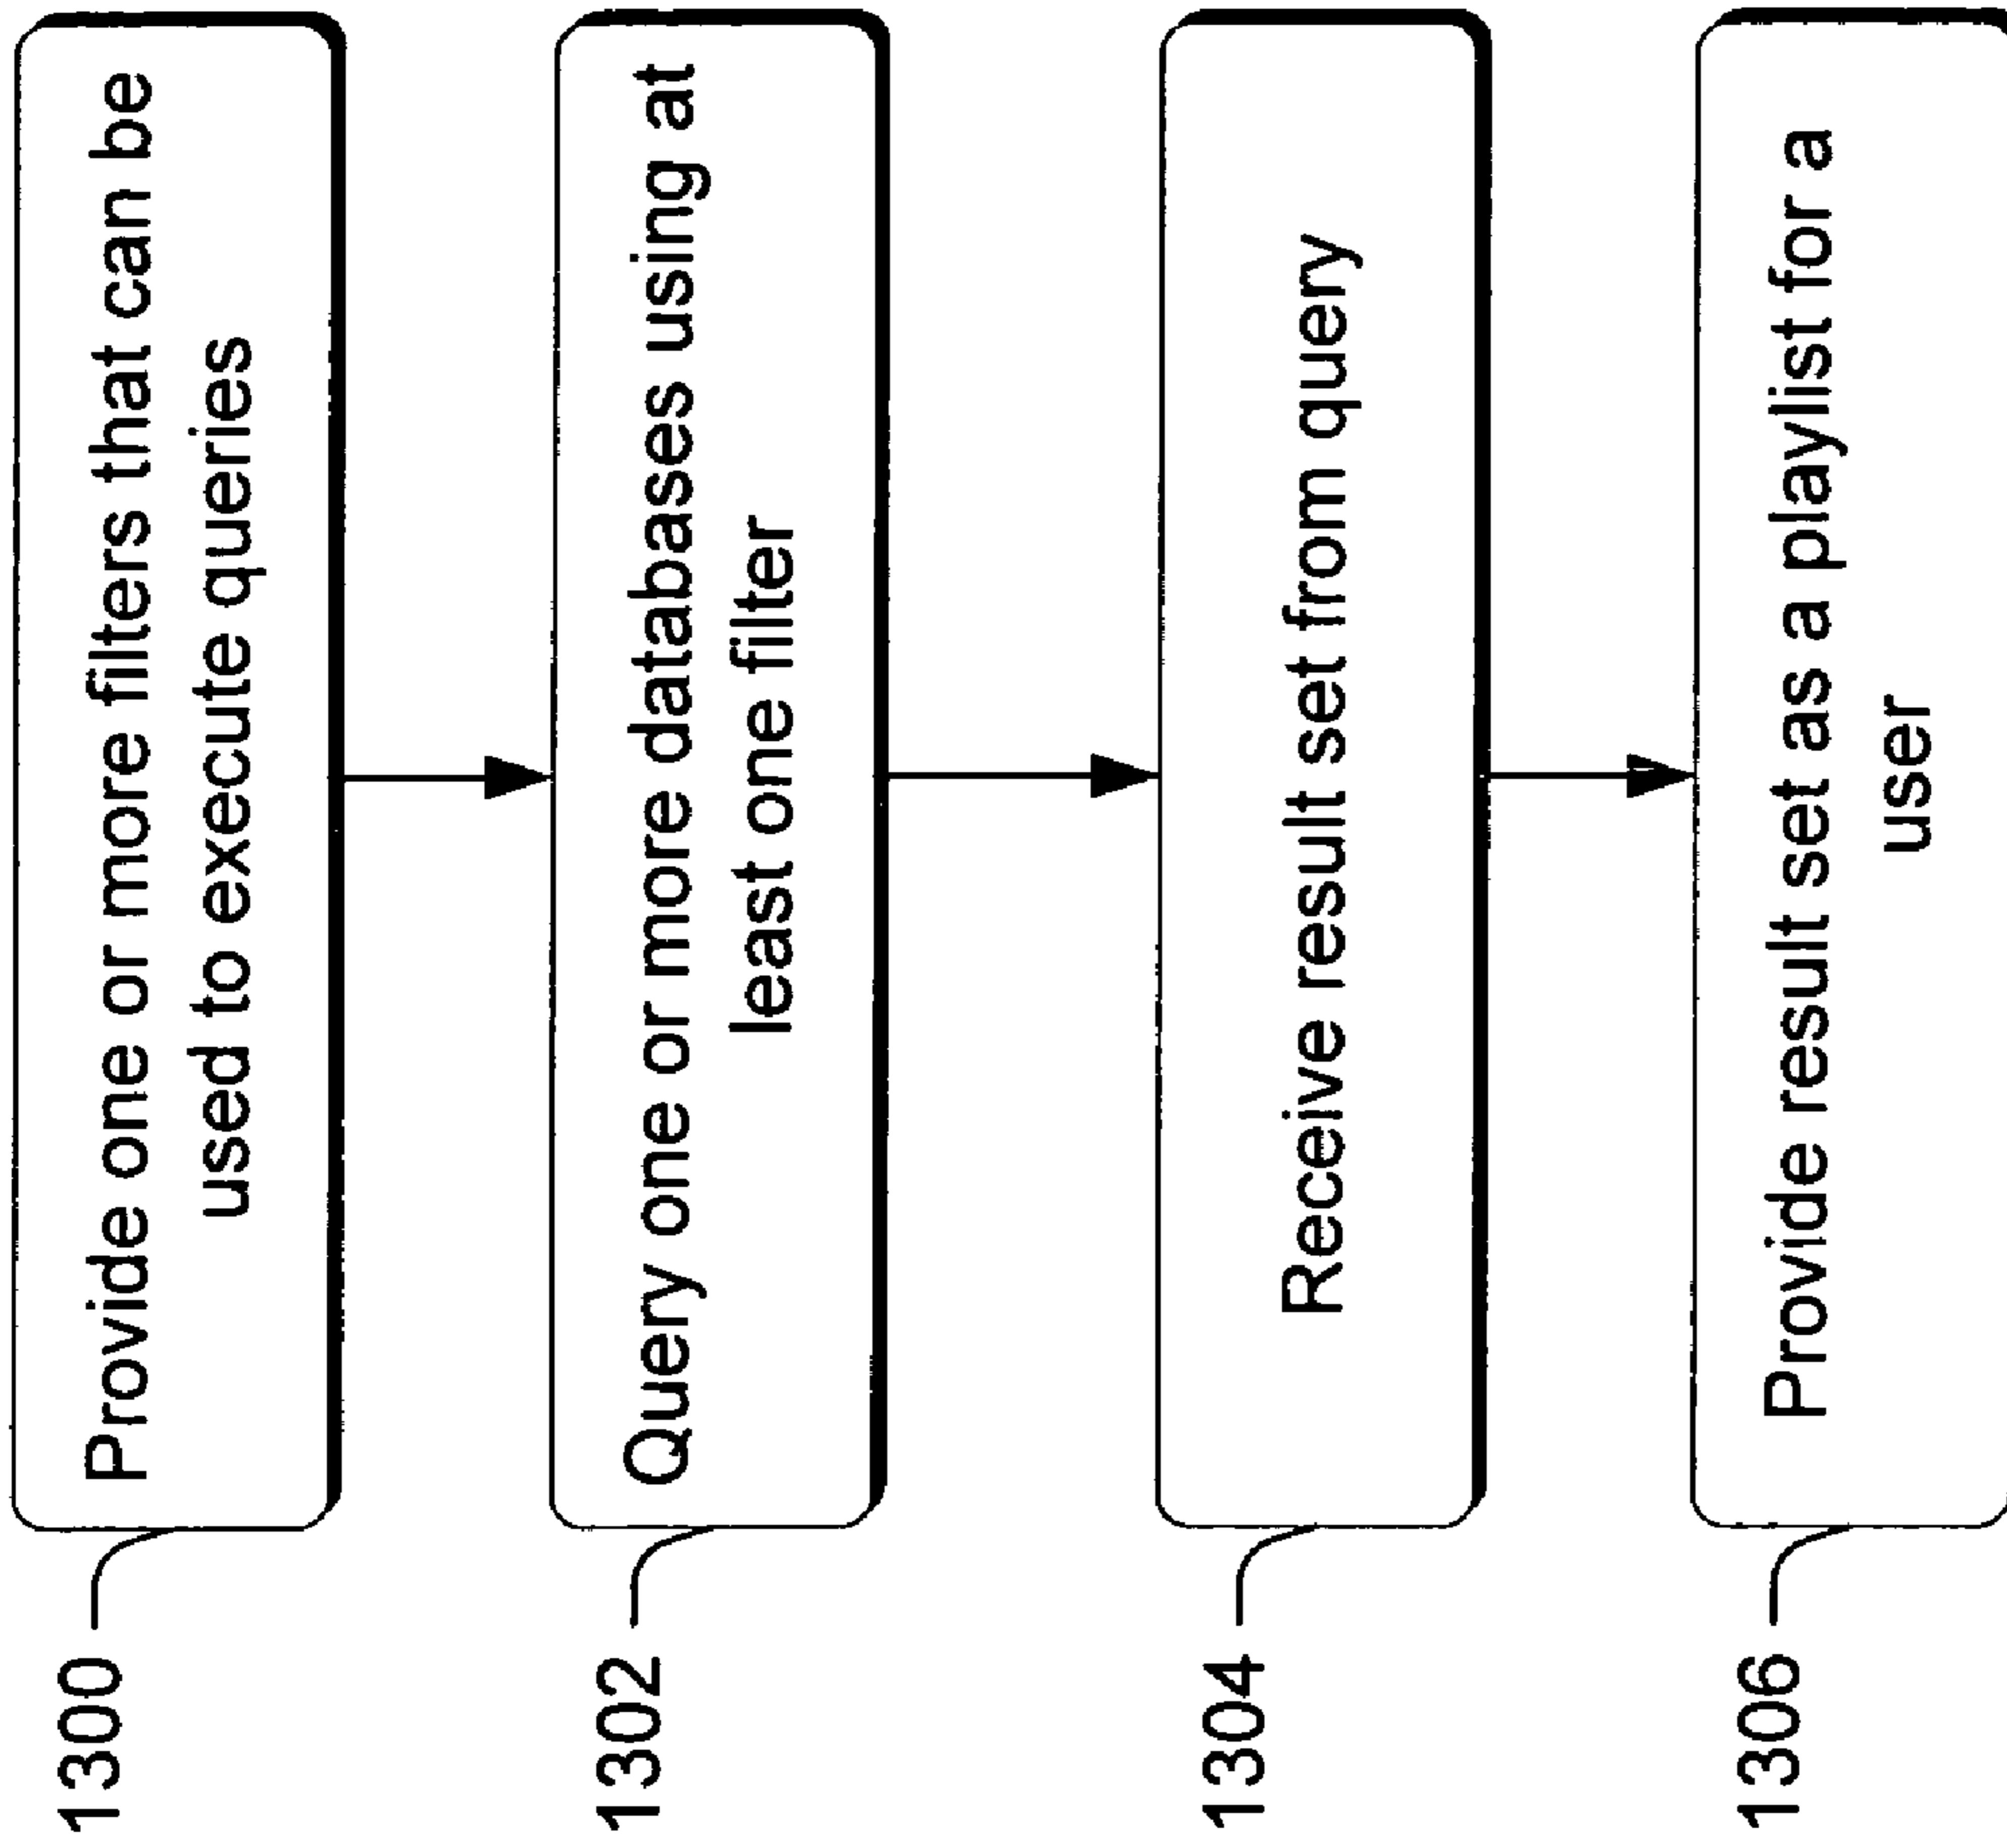 1300
Provide one or more filters that can be
used to execute queries
1302
Query one or more databases using at
least one filter
1304
Receive result set from query
1306
Provide result set as a playlist for a
user